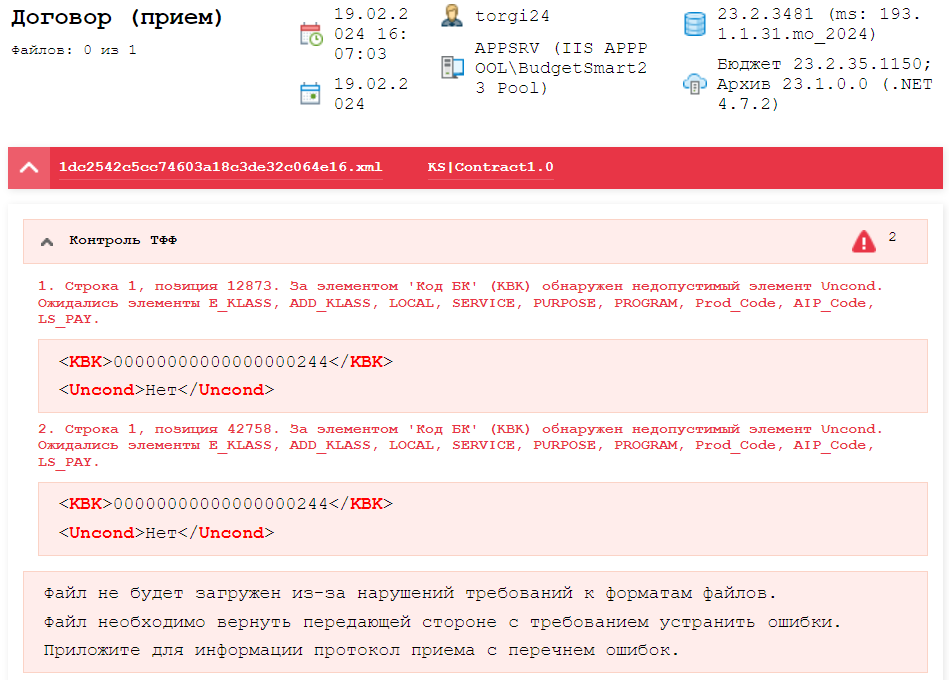 Договор (прием)
Файлов: 0 из 1
19.02.2
024 16:
07:03
19.02.2
024
torgi24
APPSRV (IIS APPP
OOL\BudgetSmart2
3 Pool)
23.2.3481 (ms: 193.
1.1.31.mo_2024)
Бюджет 23.2.35.1150;
Архив 23.1.0.0 (.NET
4.7.2)
1dc2542c5cc74603a18c3de32c064e16.xml KS|Contract1.0
Контроль ТФФ 2
1. Строка 1, позиция 12873. За элементом 'Код БК' (KBK) обнаружен недопустимый элемент Uncond.
Ожидались элементы E_KLASS, ADD_KLASS, LOCAL, SERVICE, PURPOSE, PROGRAM, Prod_Code, AIP_Code,
LS_PAY.
<KBK>00000000000000000244</KBK>
<Uncond>Нет</Uncond>
2. Строка 1, позиция 42758. За элементом 'Код БК' (KBK) обнаружен недопустимый элемент Uncond.
Ожидались элементы E_KLASS, ADD_KLASS, LOCAL, SERVICE, PURPOSE, PROGRAM, Prod_Code, AIP_Code,
LS_PAY.
<KBK>00000000000000000244</KBK>
<Uncond>Нет</Uncond>
Файл не будет загружен из-за нарушений требований к форматам файлов.
Файл необходимо вернуть передающей стороне с требованием устранить ошибки.
Приложите для информации протокол приема с перечнем ошибок.